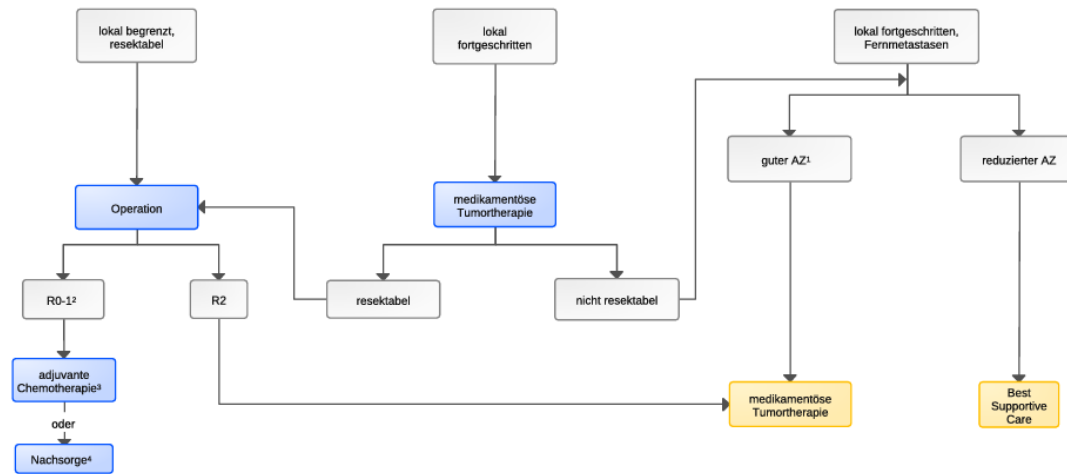 lokal begrenzt,
resektabel
lokal
fortgeschritten
lokal fortgeschritten,
Fernmetastasen
guter AZ¹
reduzierter AZ
Operation
medikamentöse
Tumortherapie
R0-1²
R2
resektabel
nicht resektabel
adjuvante
Chemotherapie³
oder
Nachsorge⁴
medikamentöse
Tumortherapie
Best
Supportive
Care